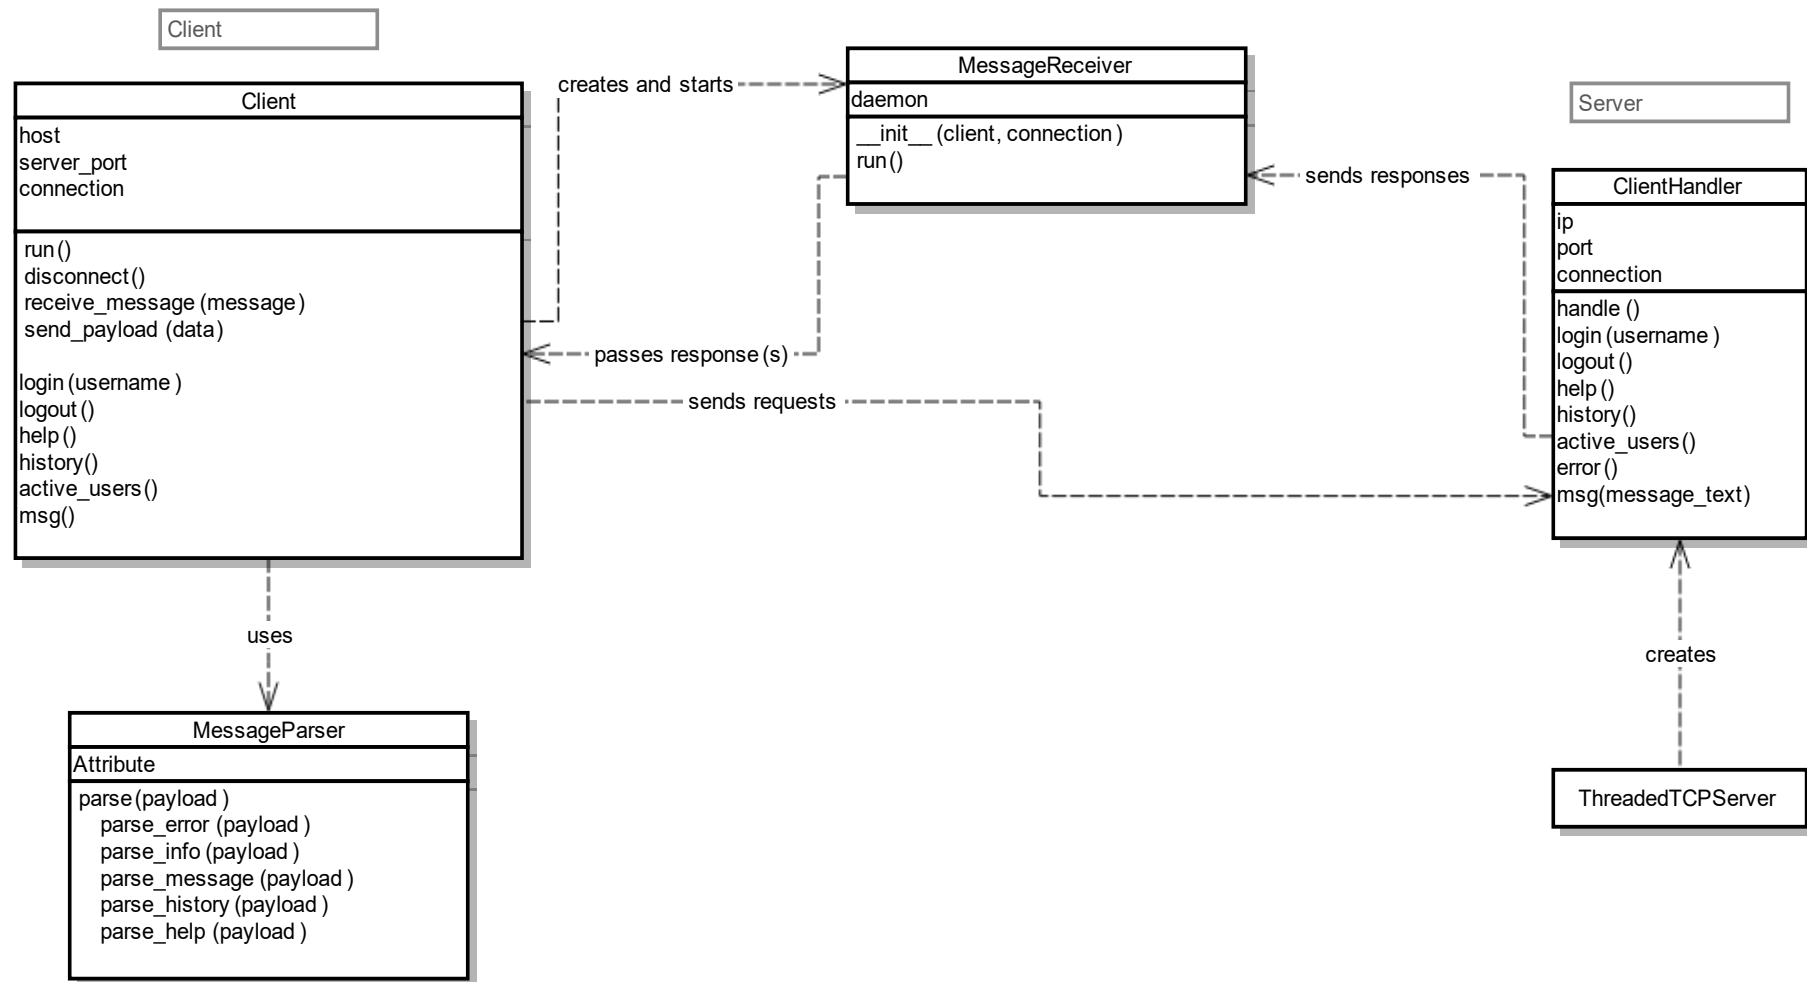 Client
Client
host
server_port
connection
run()
disconnect()
receive_message (message)
send_payload (data)
login (username )
logout ()
help ()
history()
active_users()
msg()
creates and starts
MessageReceiver
daemon
__init__ (client, connection )
run()
passes response (s)
sends requests
sends responses
Server
ClientHandler
ip
port
connection
handle ()
login (username )
logout ()
help ()
history()
active_users()
error ()
msg(message_text)
uses
creates
MessageParser
Attribute
parse (payload )
parse_error (payload )
parse_info (payload )
parse_message (payload )
parse_history (payload )
parse_help (payload )
ThreadedTCPServer